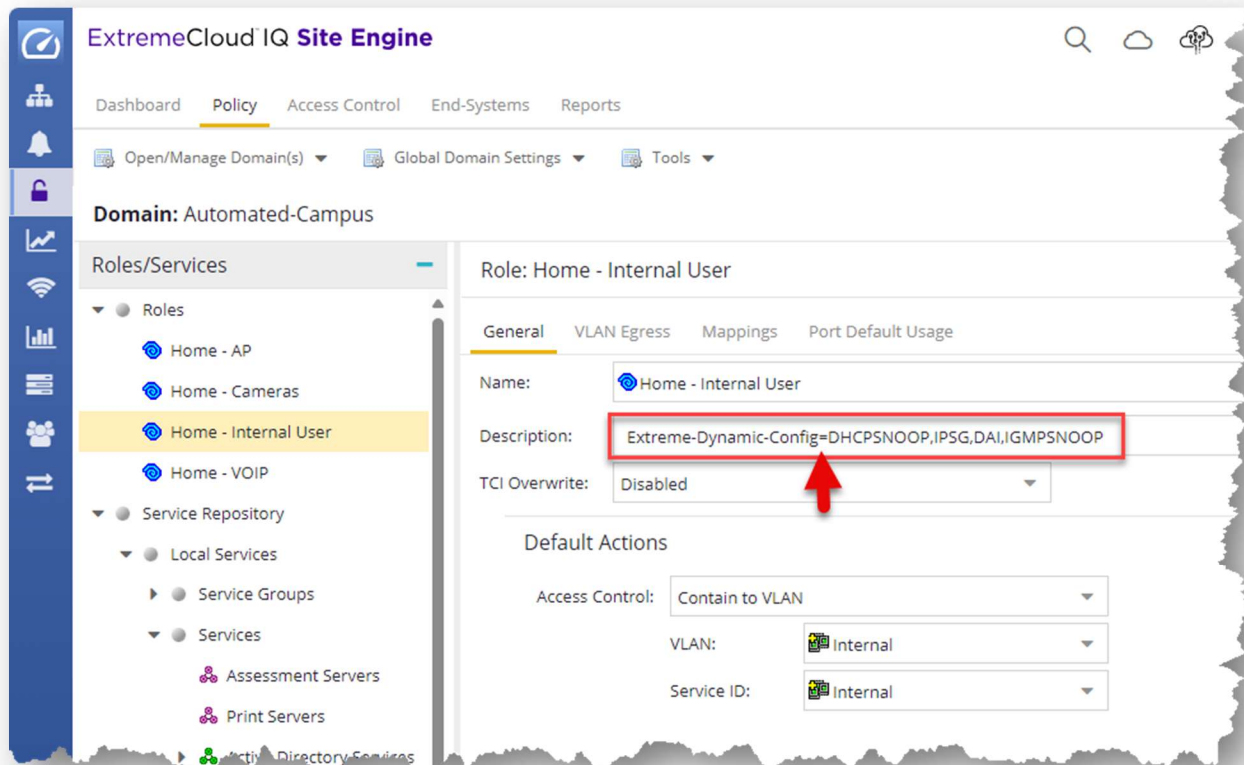 ExtremeCloud IQ Site Engine
Dashboard Policy Access Control End-Systems Reports
Open/Manage Domain(s) Global Domain Settings Tools
Domain: Automated-Campus
Roles/Services
Roles
Home - AP
Home - Cameras
Home - Internal User
Home - VOIP
Service Repository
Local Services
Service Groups
Services
Assessment Servers
Print Servers
Active Directory Services
Role: Home - Internal User
General VLAN Egress Mappings Port Default Usage
Name: Home - Internal User
Description: Extreme-Dynamic-Config=DHCPSNOOP,IPSG,DAI,IGMPSNOOP
TCI Overwrite: Disabled
Default Actions
Access Control: Contain to VLAN
VLAN: Internal
Service ID: Internal